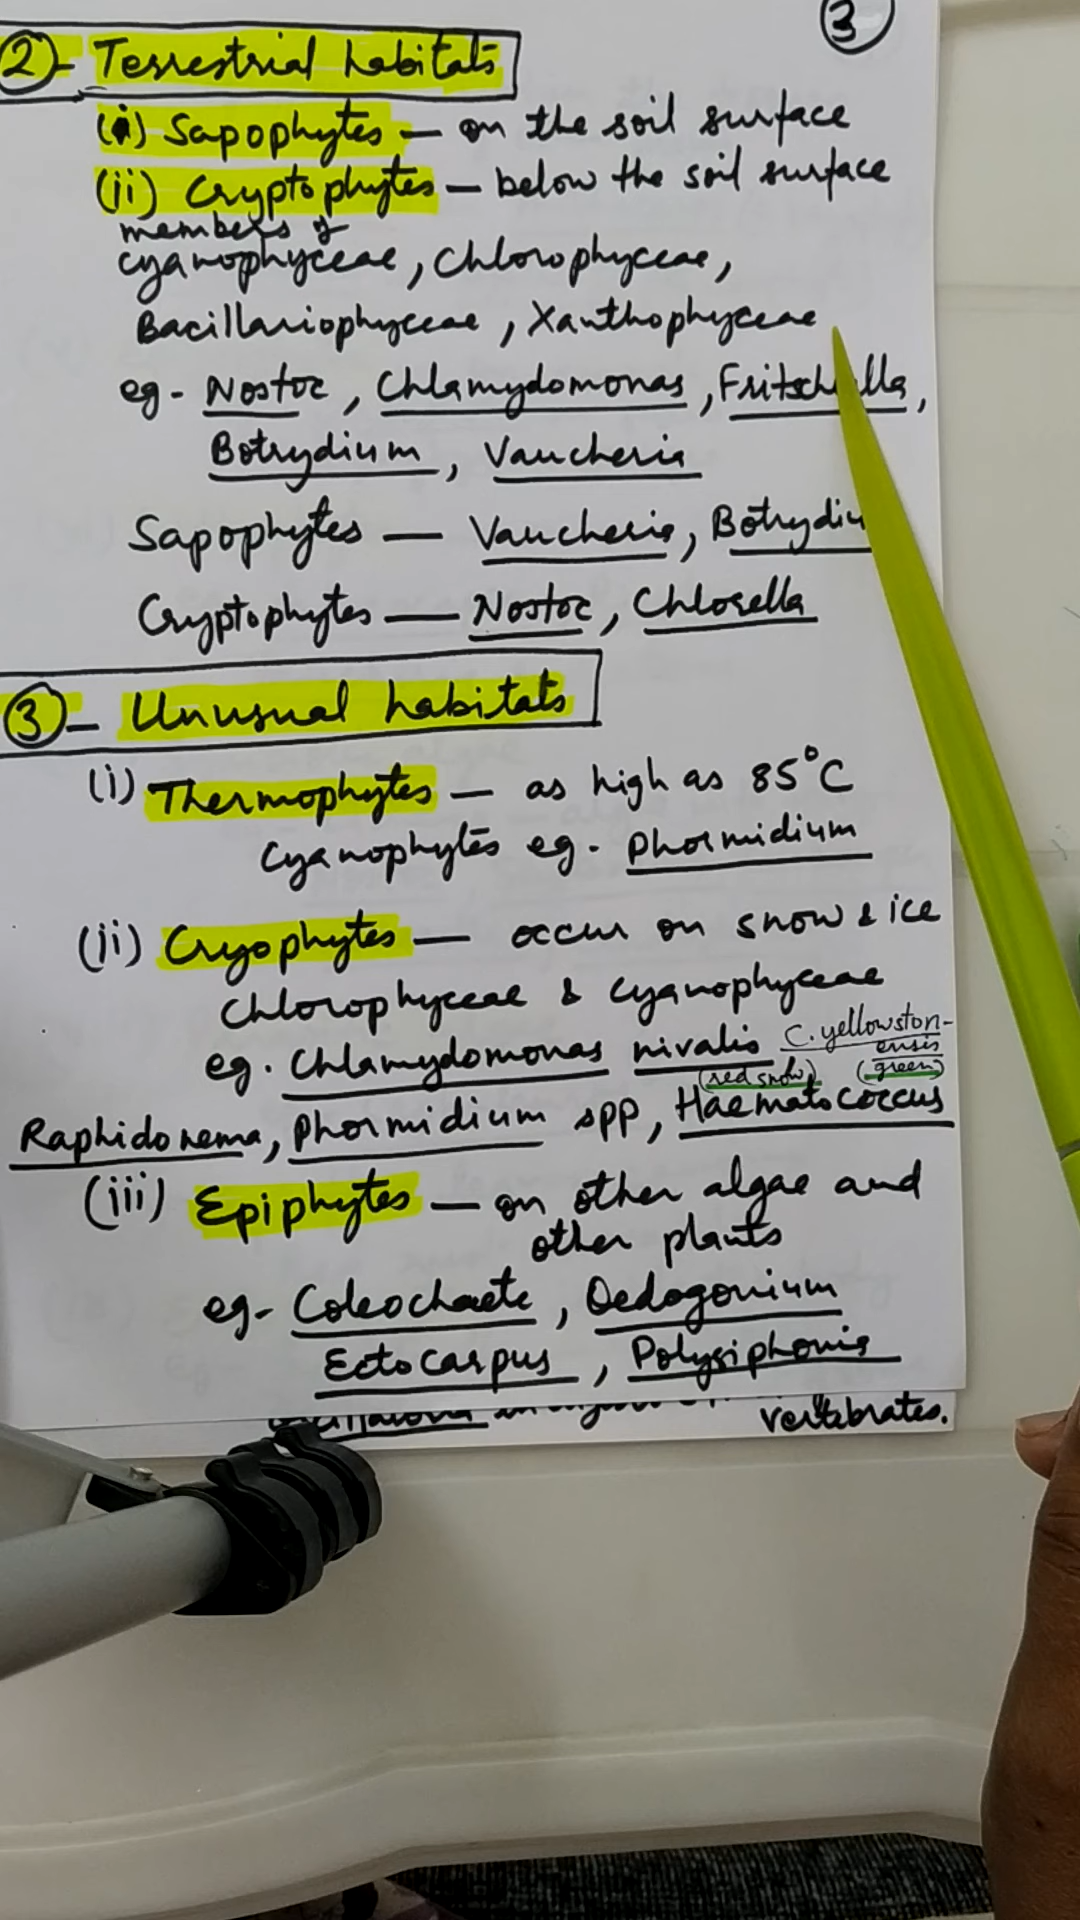 3
2- Terrestrial habitats
(i) Sapophytes — on the soil surface
(ii) Cryptophytes — below the soil surface
members of
cyanophyceae, Chlorophyceae,
Bacillariophyceae, Xanthophyceae
eg- Nostoc, Chlamydomonas,
Botrydium, Vaucheria
Sapophytes — Vaucheria,
Cryptophytes — Nostoc, Chlorella
3- Unusual habitats
(i) Thermophytes — as high as 85°C
Cyanophytes eg. Phormidium
(ii) Cryophytes — occur on snow & ice
Chlorophyceae & Cyanophyceae
eg. Chlamydomonas nivalis C. yellowston-
ensis
(red snow) (green)
Raphidonema, Phormidium spp, Haematococcus
(iii) Epiphytes — on other algae and
other plants
eg- Coleochaete, Oedogonium
Ectocarpus, Polysiphonia
vertebrates.